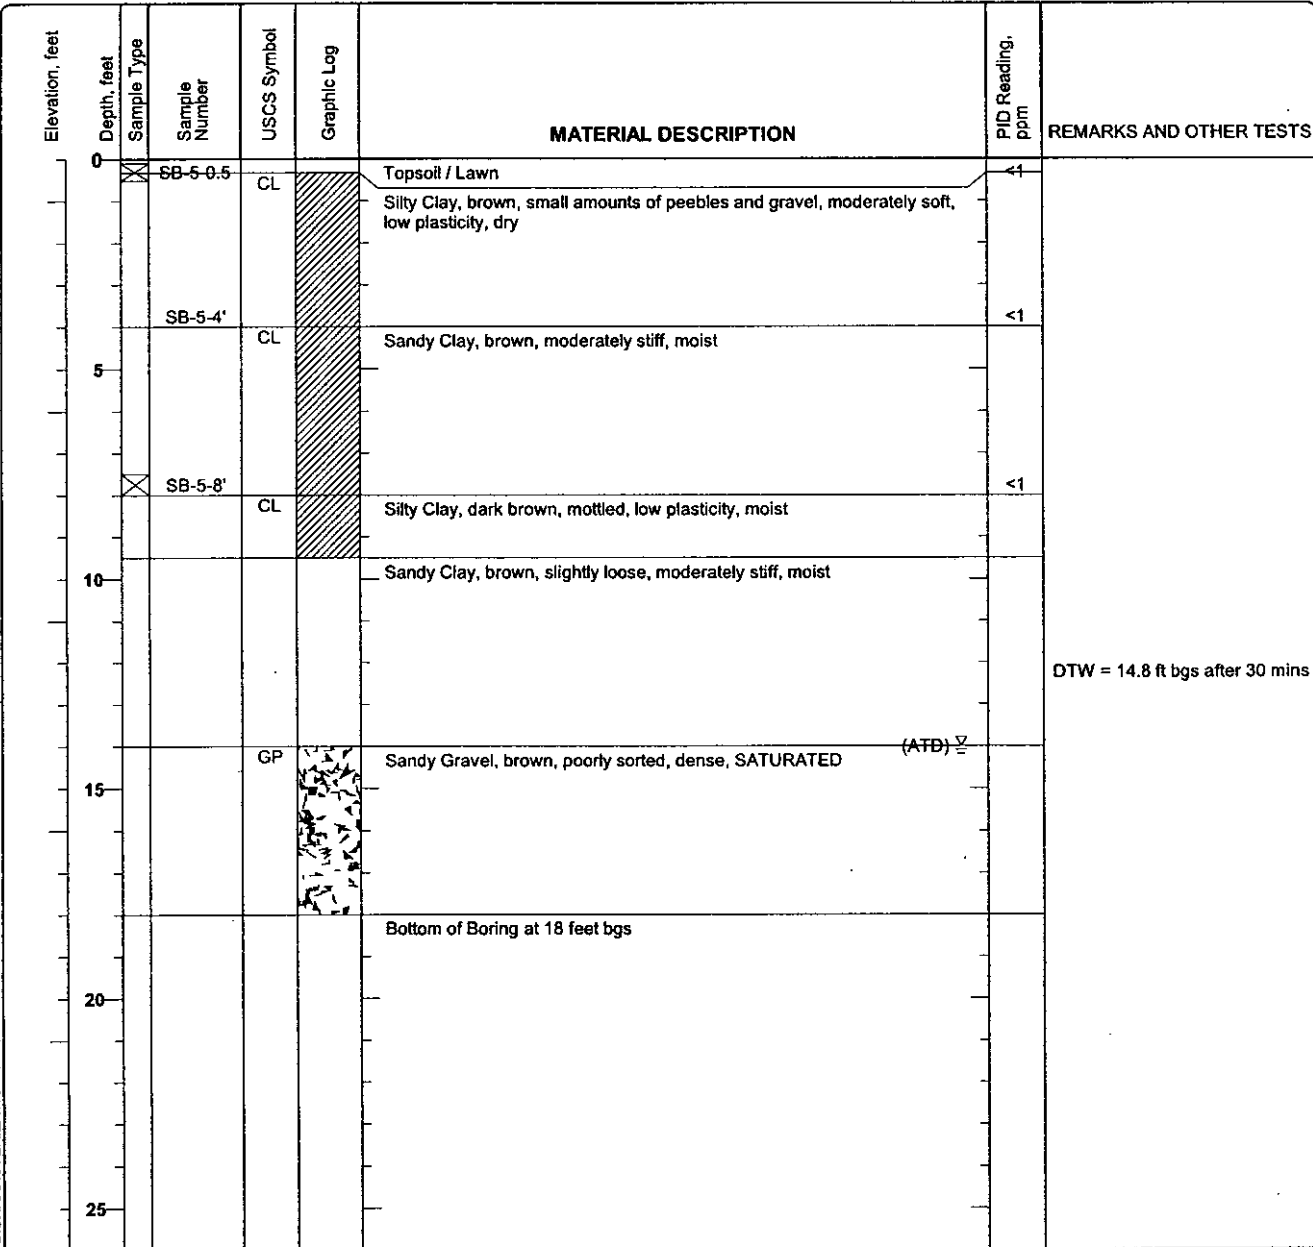 Elevation, feet
Depth, feet
Sample Type
Sample
Number
USCS Symbol
Graphic Log
MATERIAL DESCRIPTION
PID Reading,
ppm
REMARKS AND OTHER TESTS
0
SB-5-0.5
CL
Topsoil / Lawn
<1
Silty Clay, brown, small amounts of peebles and gravel, moderately soft,
low plasticity, dry
SB-5-4'
<1
CL
Sandy Clay, brown, moderately stiff, moist
5
SB-5-8'
<1
CL
Silty Clay, dark brown, mottled, low plasticity, moist
10
Sandy Clay, brown, slightly loose, moderately stiff, moist
DTW = 14.8 ft bgs after 30 mins
(ATD)
GP
Sandy Gravel, brown, poorly sorted, dense, SATURATED
15
Bottom of Boring at 18 feet bgs
20
25